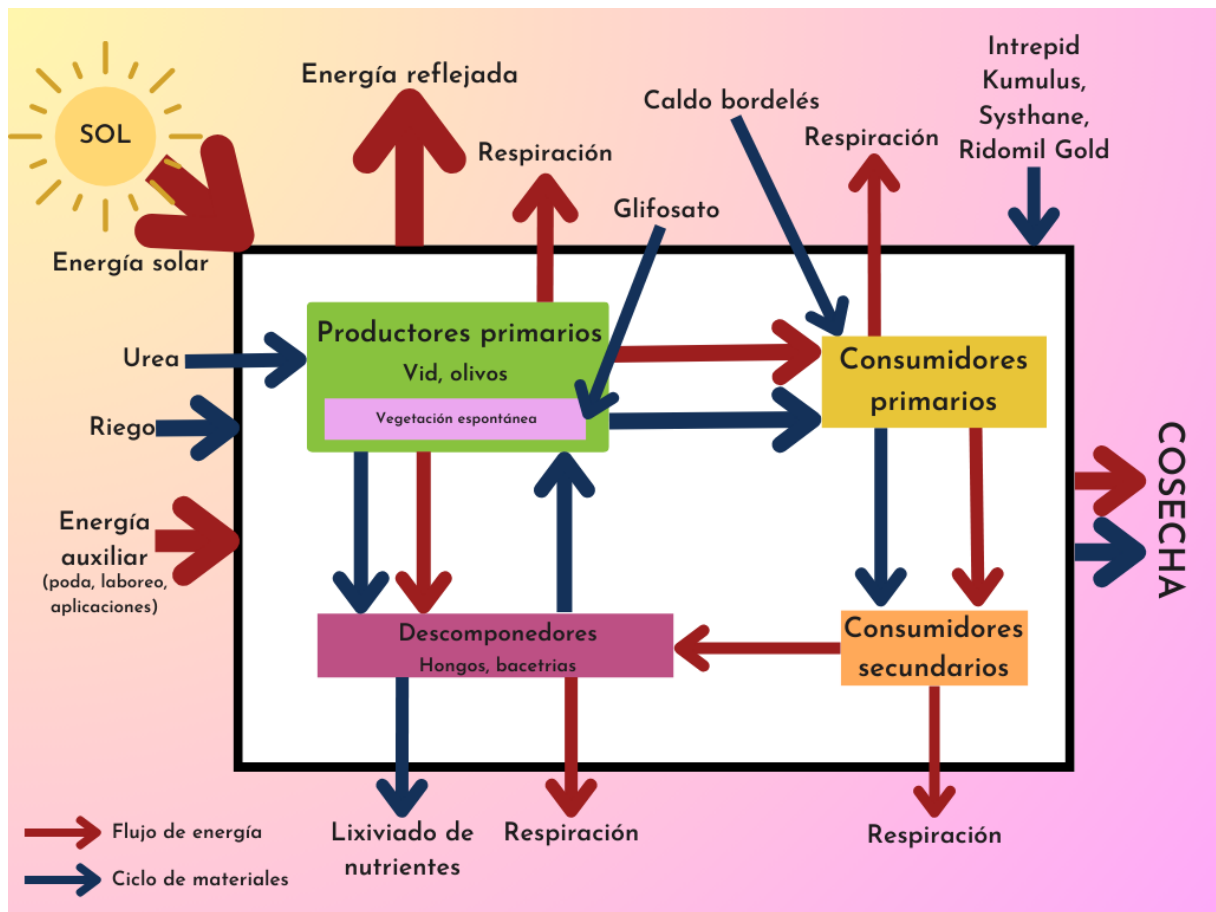 SOL
Energía reflejada
Intrepid
Kumulus,
Systhane,
Ridomil Gold
Caldo bordelés
Respiración
Respiración
Glifosato
Energía solar
Urea
Riego
Energía
auxiliar
(poda, laboreo,
aplicaciones)
Productores primarios
Vid, olivos
Vegetación espontánea
Consumidores
primarios
COSECHA
Descomponedores
Hongos, bacetrias
Consumidores
secundarios
Flujo de energía
Ciclo de materiales
Lixiviado de
nutrientes
Respiración
Respiración